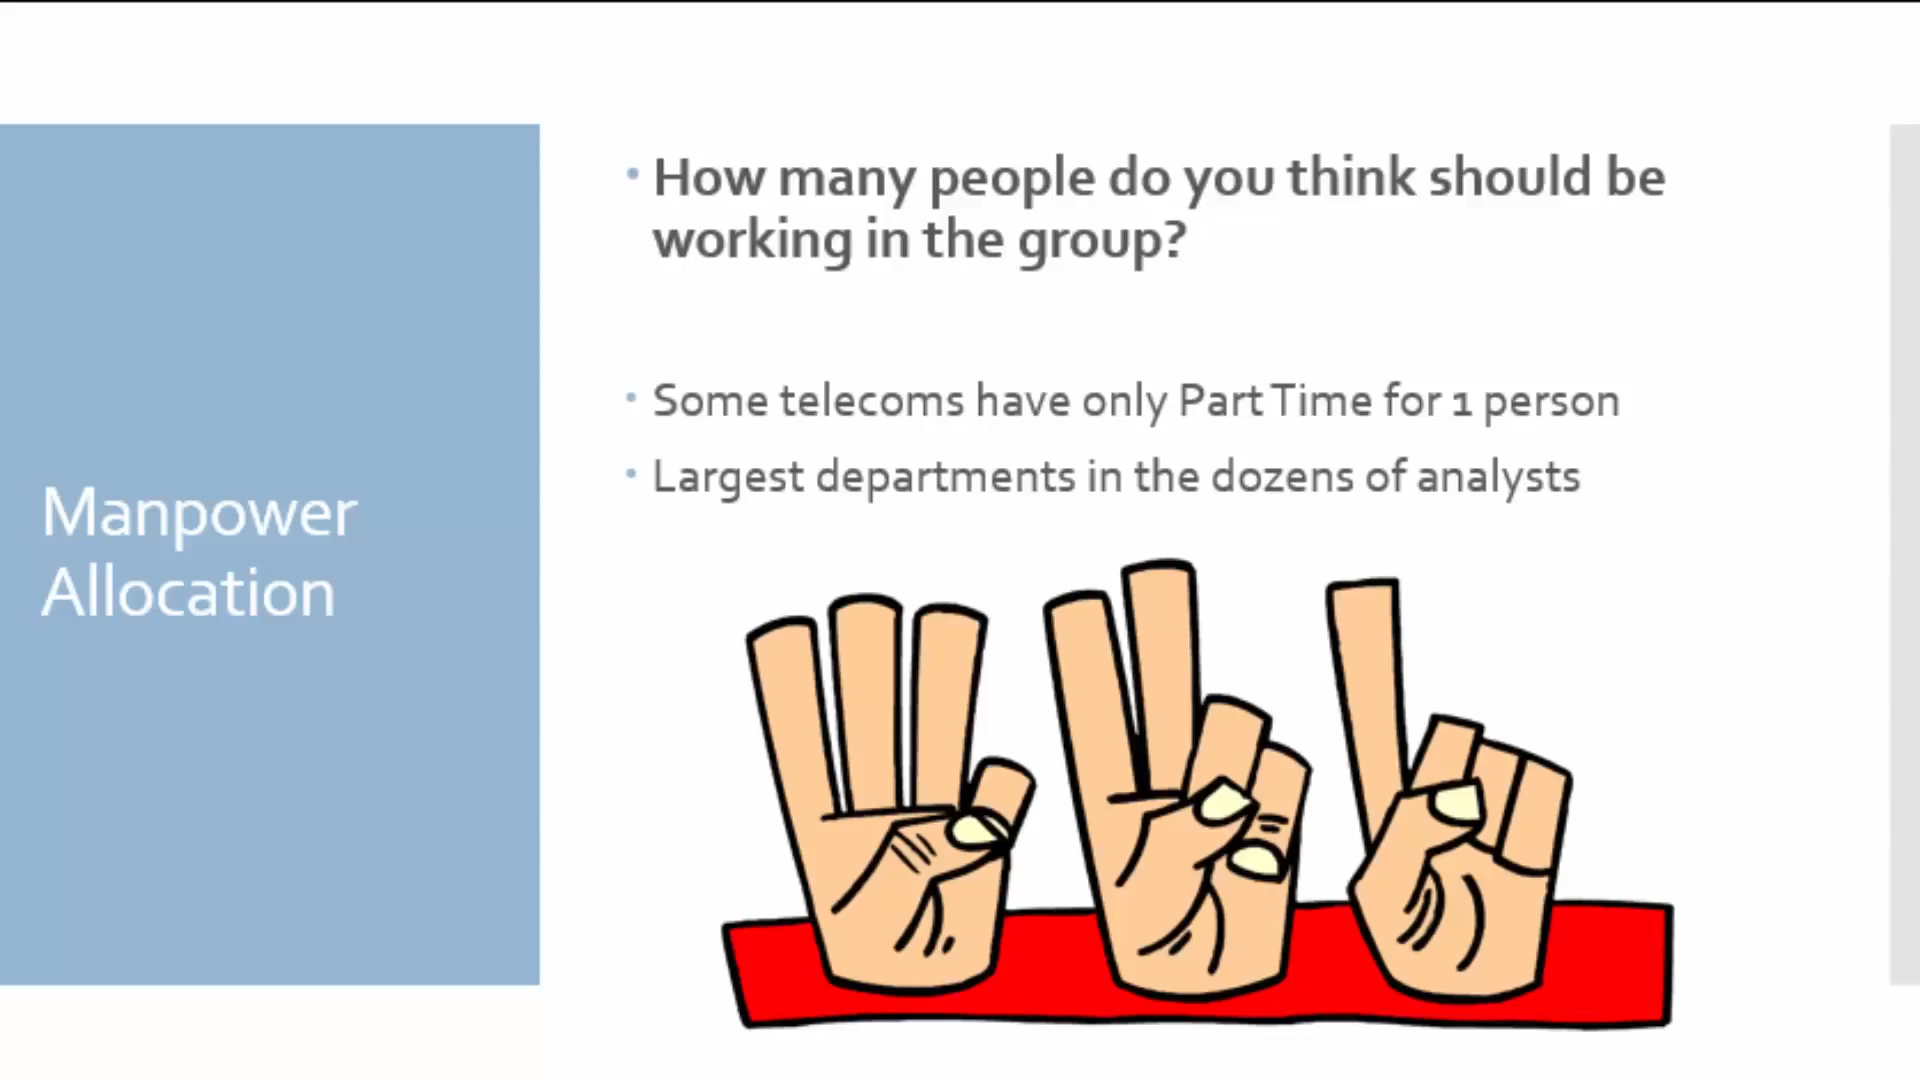 Manpower
Allocation
How many people do you think should be
working in the group?
Some telecoms have only Part Time for 1 person
Largest departments in the dozens of analysts